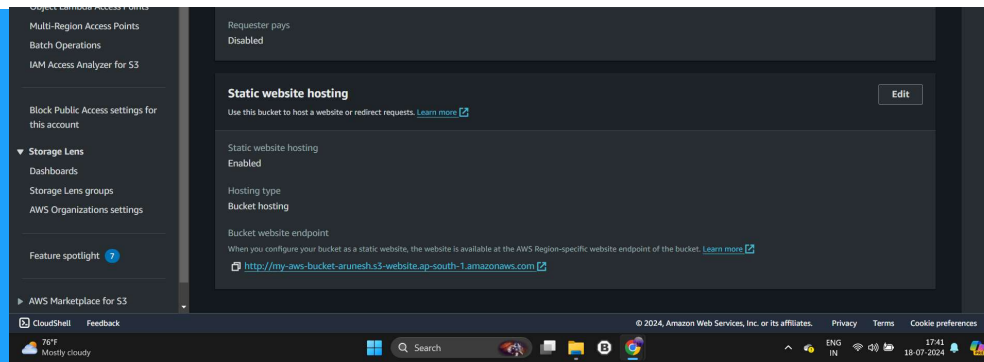 Object Lambda Access Points
Multi-Region Access Points
Batch Operations
IAM Access Analyzer for S3
Block Public Access settings for
this account
Storage Lens
Dashboards
Storage Lens groups
AWS Organizations settings
Feature spotlight 7
AWS Marketplace for S3
Requester pays
Disabled
Static website hosting
Edit
Use this bucket to host a website or redirect requests. Learn more
Static website hosting
Enabled
Hosting type
Bucket hosting
Bucket website endpoint
When you configure your bucket as a static website, the website is available at the AWS Region-specific website endpoint of the bucket. Learn more
http://my-aws-bucket-arunesh.s3-website.ap-south-1.amazonaws.com
CloudShell Feedback
© 2024, Amazon Web Services, Inc. or its affiliates. Privacy Terms Cookie preferences
76°F
Mostly cloudy
Search
B
ENG
IN
17:41
18-07-2024